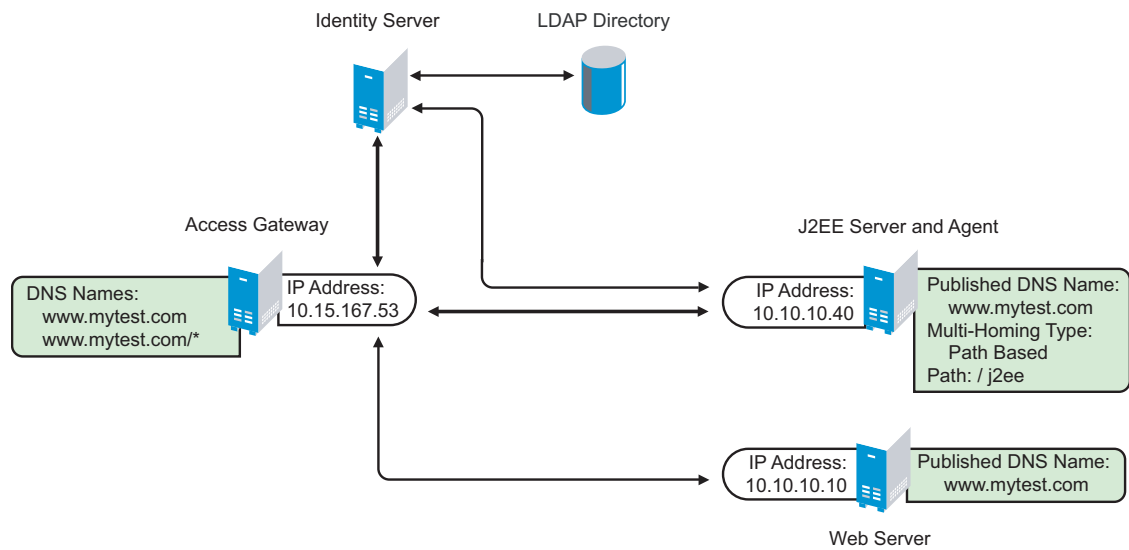 Identity Server
LDAP Directory
Access Gateway
DNS Names:
www.mytest.com
www.mytest.com/*
IP Address:
10.15.167.53
J2EE Server and Agent
IP Address:
10.10.10.40
Published DNS Name:
www.mytest.com
Multi-Homing Type:
Path Based
Path: / j2ee
IP Address:
10.10.10.10
Published DNS Name:
www.mytest.com
Web Server